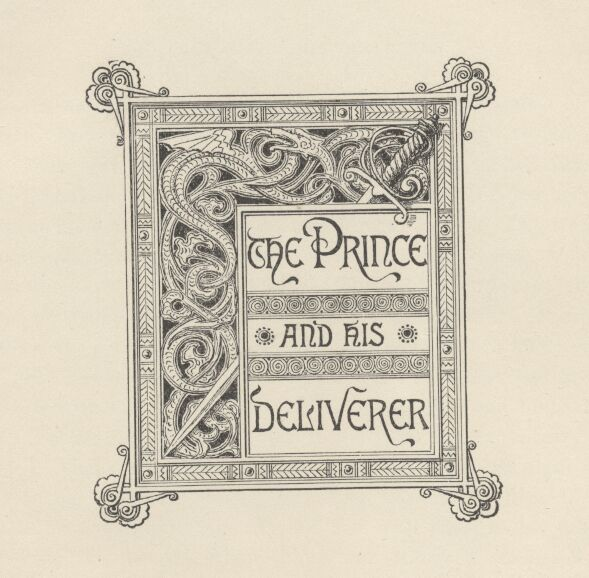 The Prince
and his
Deliverer